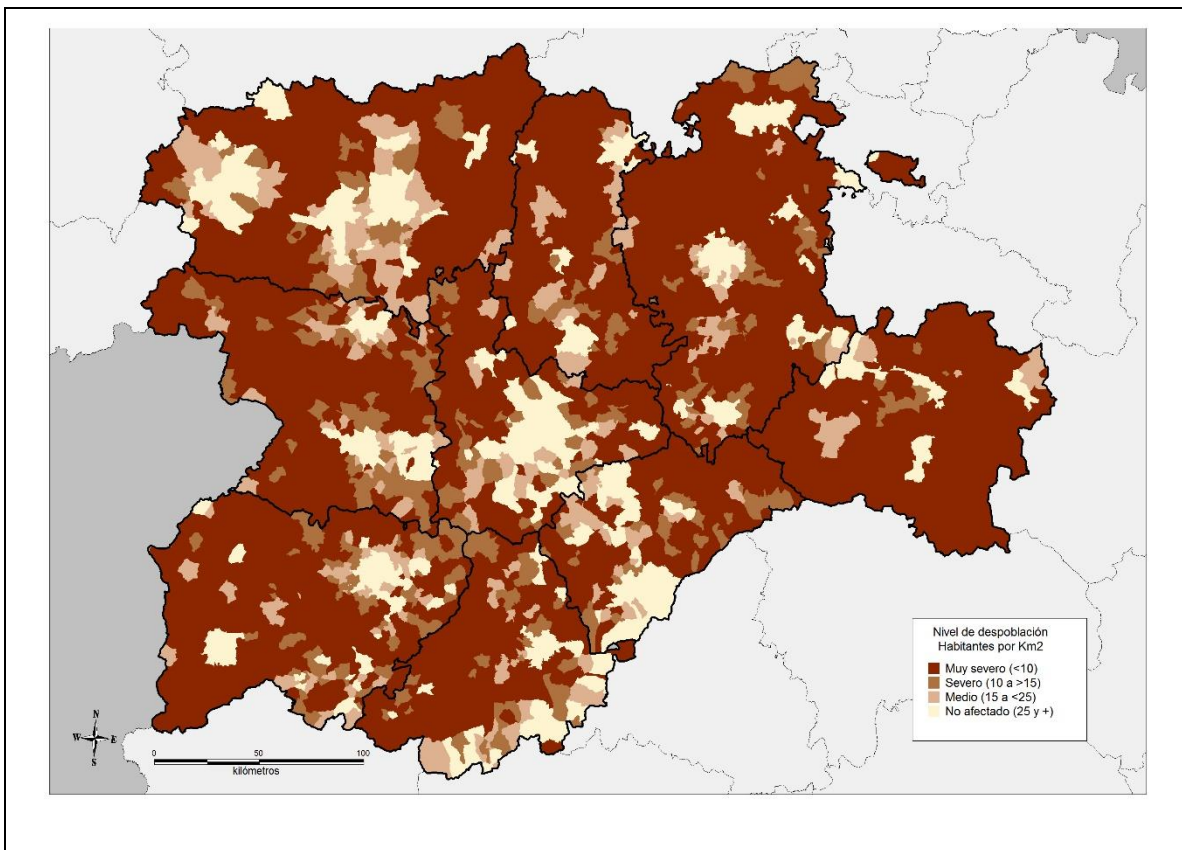 Nivel de despoblación
Habitantes por Km2
Muy severo (<10)
Severo (10 a >15)
Medio (15 a <25)
No afectado (25 y +)
N
W E
S
0 50 100
kilómetros